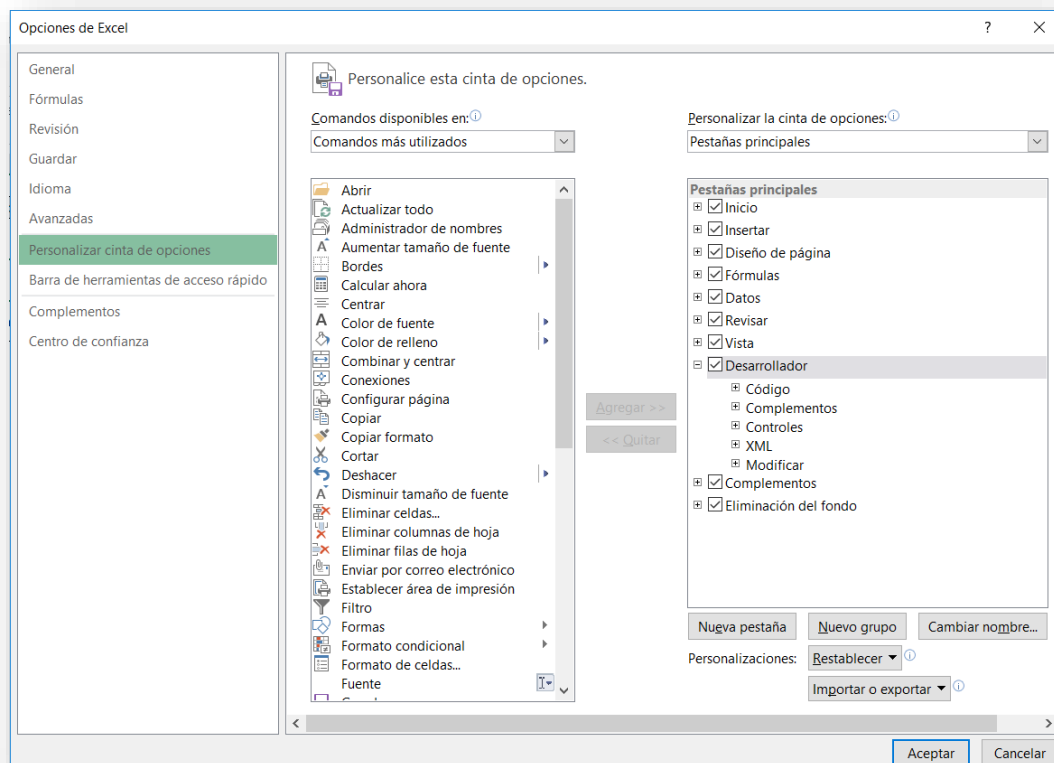 Opciones de Excel
General
Fórmulas
Revisión
Guardar
Idioma
Avanzadas
Personalizar cinta de opciones
Barra de herramientas de acceso rápido
Complementos
Centro de confianza
Personalice esta cinta de opciones.
Comandos disponibles en:
Comandos más utilizados
Abrir
Actualizar todo
Administrador de nombres
Aumentar tamaño de fuente
Bordes
Calcular ahora
Centrar
Color de fuente
Color de relleno
Combinar y centrar
Conexiones
Configurar página
Copiar
Copiar formato
Cortar
Deshacer
Disminuir tamaño de fuente
Eliminar celdas...
Eliminar columnas de hoja
Eliminar filas de hoja
Enviar por correo electrónico
Establecer área de impresión
Filtro
Formas
Formato condicional
Formato de celdas...
Fuente
Agregar >>
<< Quitar
Personalizar la cinta de opciones:
Pestañas principales
Pestañas principales
Inicio
Insertar
Diseño de página
Fórmulas
Datos
Revisar
Vista
Desarrollador
Código
Complementos
Controles
XML
Modificar
Complementos
Eliminación del fondo
Nueva pestaña
Nuevo grupo
Cambiar nombre...
Personalizaciones:
Restablecer
Importar o exportar
Aceptar
Cancelar